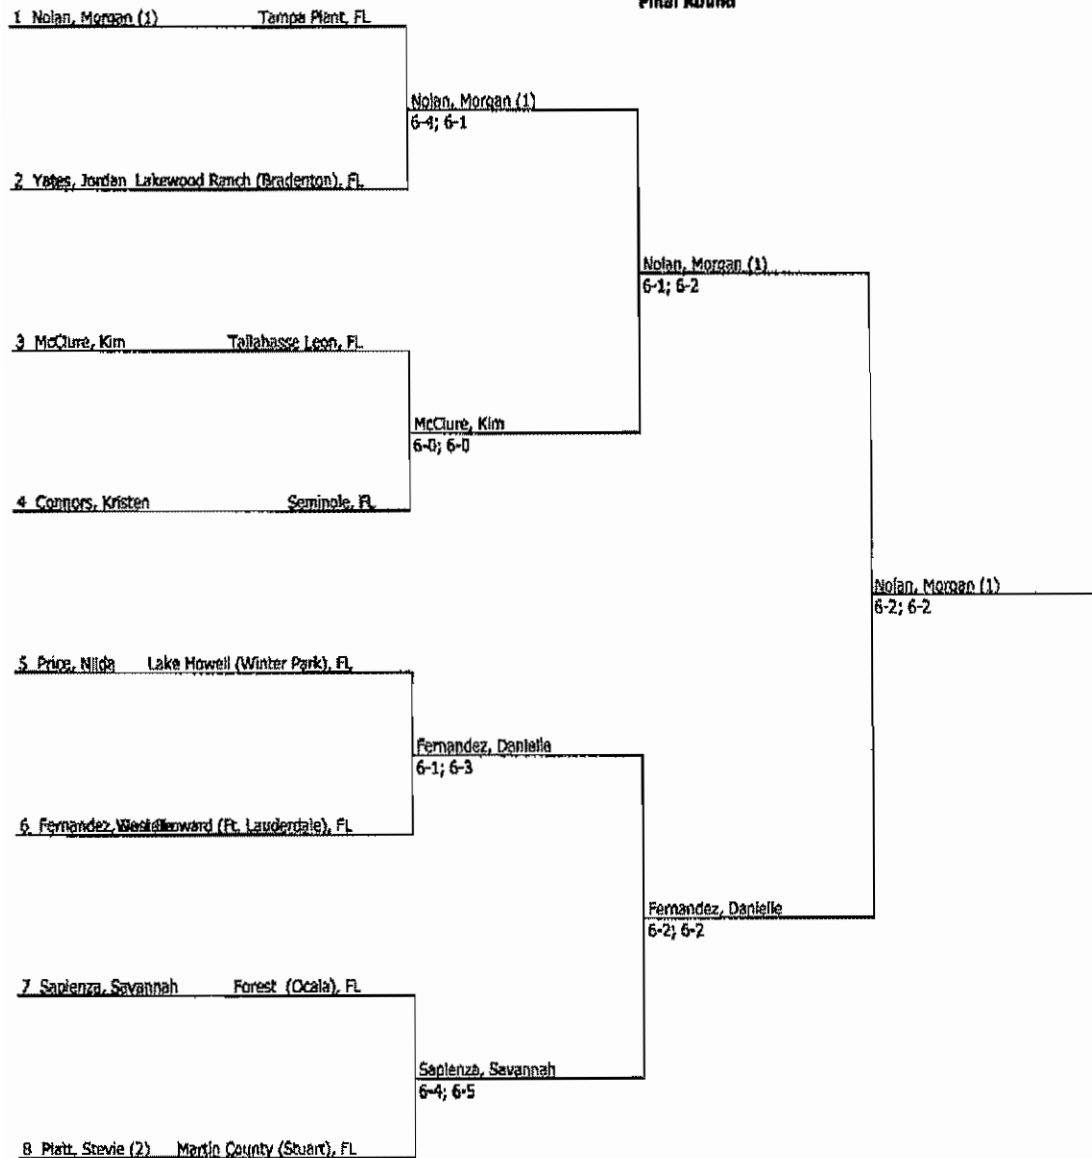 Final Round
1 Nolan, Morgan (1) Tampa Plant, FL
Nolan, Morgan (1)
6-4; 6-1
2 Yates, Jordan Lakewood Ranch (Bradenton), FL
Nolan, Morgan (1)
6-1; 6-2
3 McClure, Kim Tallahasse Leon, FL
McClure, Kim
6-0; 6-0
4 Connors, Kristen Seminole, FL
Nolan, Morgan (1)
6-2; 6-2
5 Price, Nilda Lake Howell (Winter Park), FL
Fernandez, Danielle
6-1; 6-3
6 Fernandez, (Ft. Lauderdale), FL
Fernandez, Danielle
6-2; 6-2
7 Sapienza, Savannah Forest (Ocala), FL
Sapienza, Savannah
6-4; 6-5
8 Platt, Stevie (2) Martin County (Stuart), FL